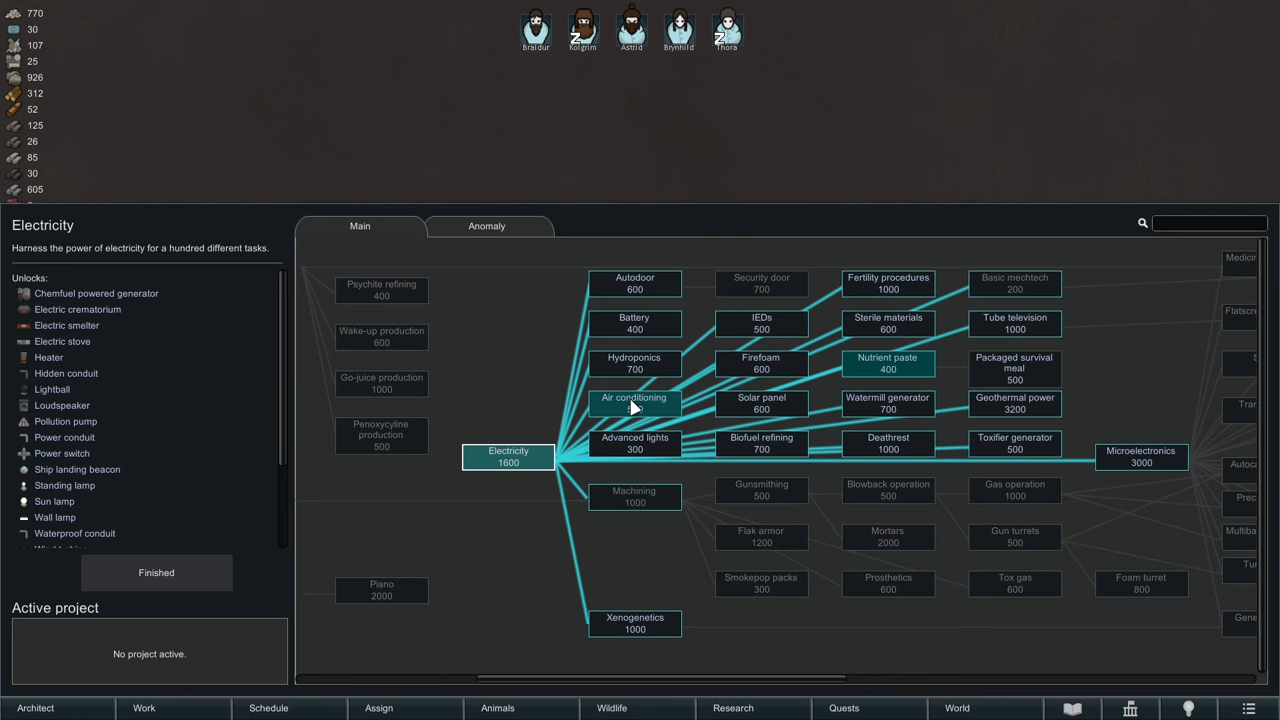 770
30
107
25
926
312
52
125
26
85
30
605
Braldur
Z
Kolgrim
Astrid
Brynhild
Z
Thora
Electricity
Harness the power of electricity for a hundred different tasks.
Unlocks:
Chemfuel powered generator
Electric crematorium
Electric smelter
Electric stove
Heater
Hidden conduit
Lightball
Loudspeaker
Pollution pump
Power conduit
Power switch
Ship landing beacon
Standing lamp
Sun lamp
Wall lamp
Waterproof conduit
Finished
Active project
No project active.
Main
Anomaly
Psychite refining
400
Wake-up production
600
Go-juice production
1000
Penoxycyline
production
500
Piano
2000
Electricity
1600
Autodoor
600
Battery
400
Hydroponics
700
Air conditioning
Advanced lights
300
Machining
1000
Xenogenetics
1000
Security door
700
IEDs
500
Firefoam
600
Solar panel
600
Biofuel refining
700
Gunsmithing
500
Flak armor
1200
Smokepop packs
300
Fertility procedures
1000
Sterile materials
600
Nutrient paste
400
Watermill generator
700
Deathrest
1000
Blowback operation
500
Mortars
2000
Prosthetics
600
Basic mechtech
200
Tube television
1000
Packaged survival
meal
500
Geothermal power
3200
Toxifier generator
500
Gas operation
1000
Gun turrets
500
Tox gas
600
Microelectronics
3000
Foam turret
800
Medicin
Flatscre
S
Tran
Autoca
Prec
Multiba
Tur
Gene
Architect
Work
Schedule
Assign
Animals
Wildlife
Research
Quests
World